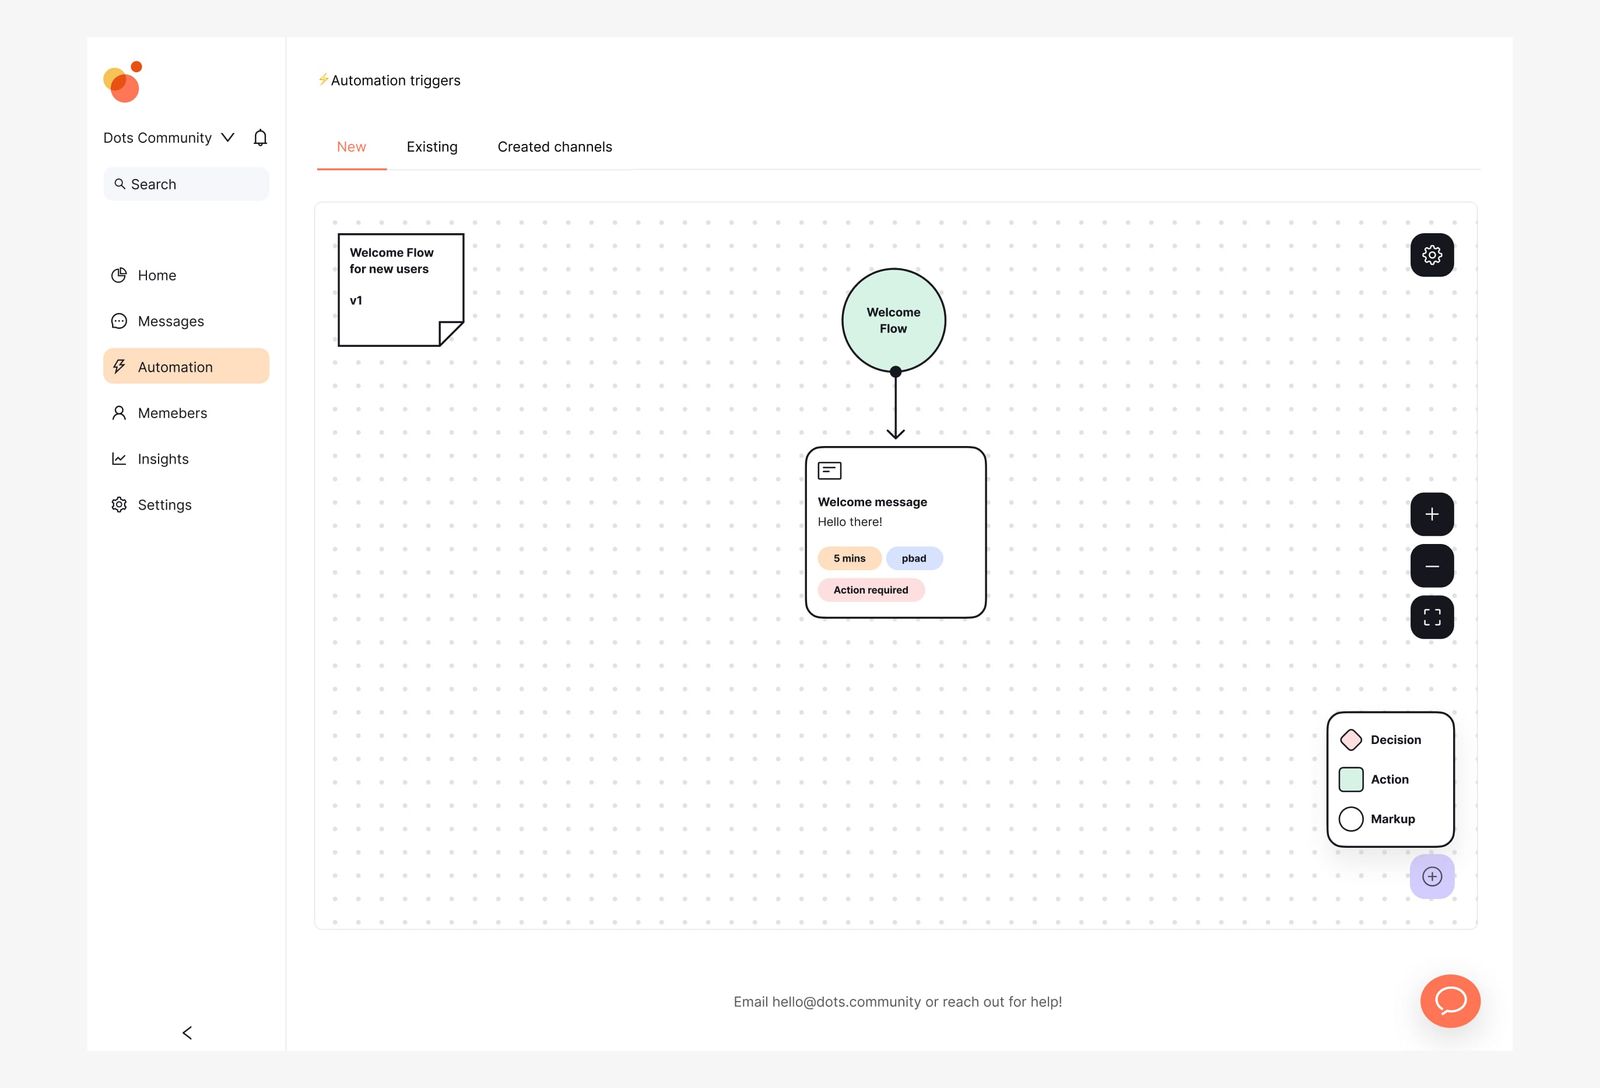 Dots Community
Search
Home
Messages
Automation
Memebers
Insights
Settings
⚡Automation triggers
New
Existing
Created channels
Welcome Flow
for new users
v1
Welcome
Flow
Welcome message
Hello there!
5 mins
pbad
Action required
Decision
Action
Markup
Email hello@dots.community or reach out for help!